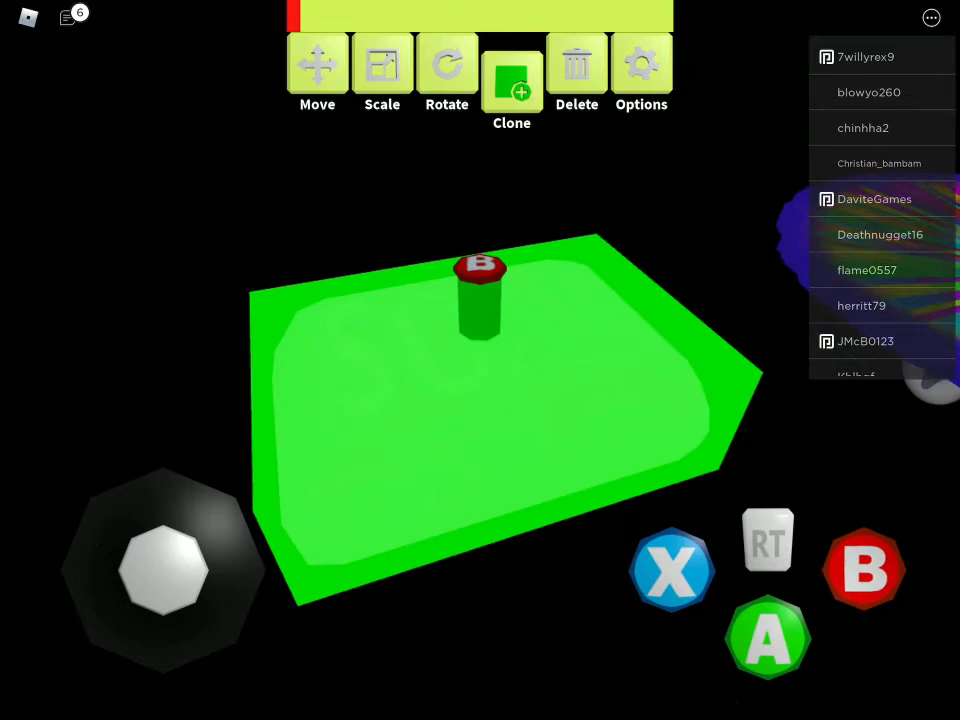 6
7willyrex9
blowyo260
chinhha2
Christian_bambam
DaviteGames
Deathnugget16
flame0557
herritt79
JMcB0123
Move
Scale
Rotate
Clone
Delete
Options
B
X
RT
B
A